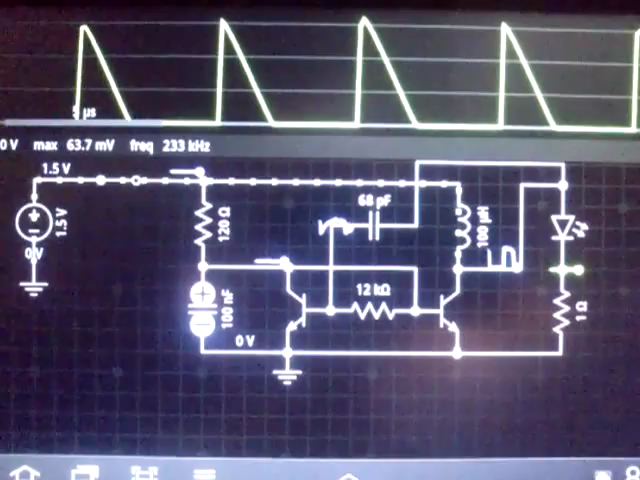 5 µs
0 V max 63.7 mV freq 233 kHz
1.5 V
1.5 V
0 V
120 Ω
100 nF
0 V
68 pF
12 kΩ
100 µH
1 Ω